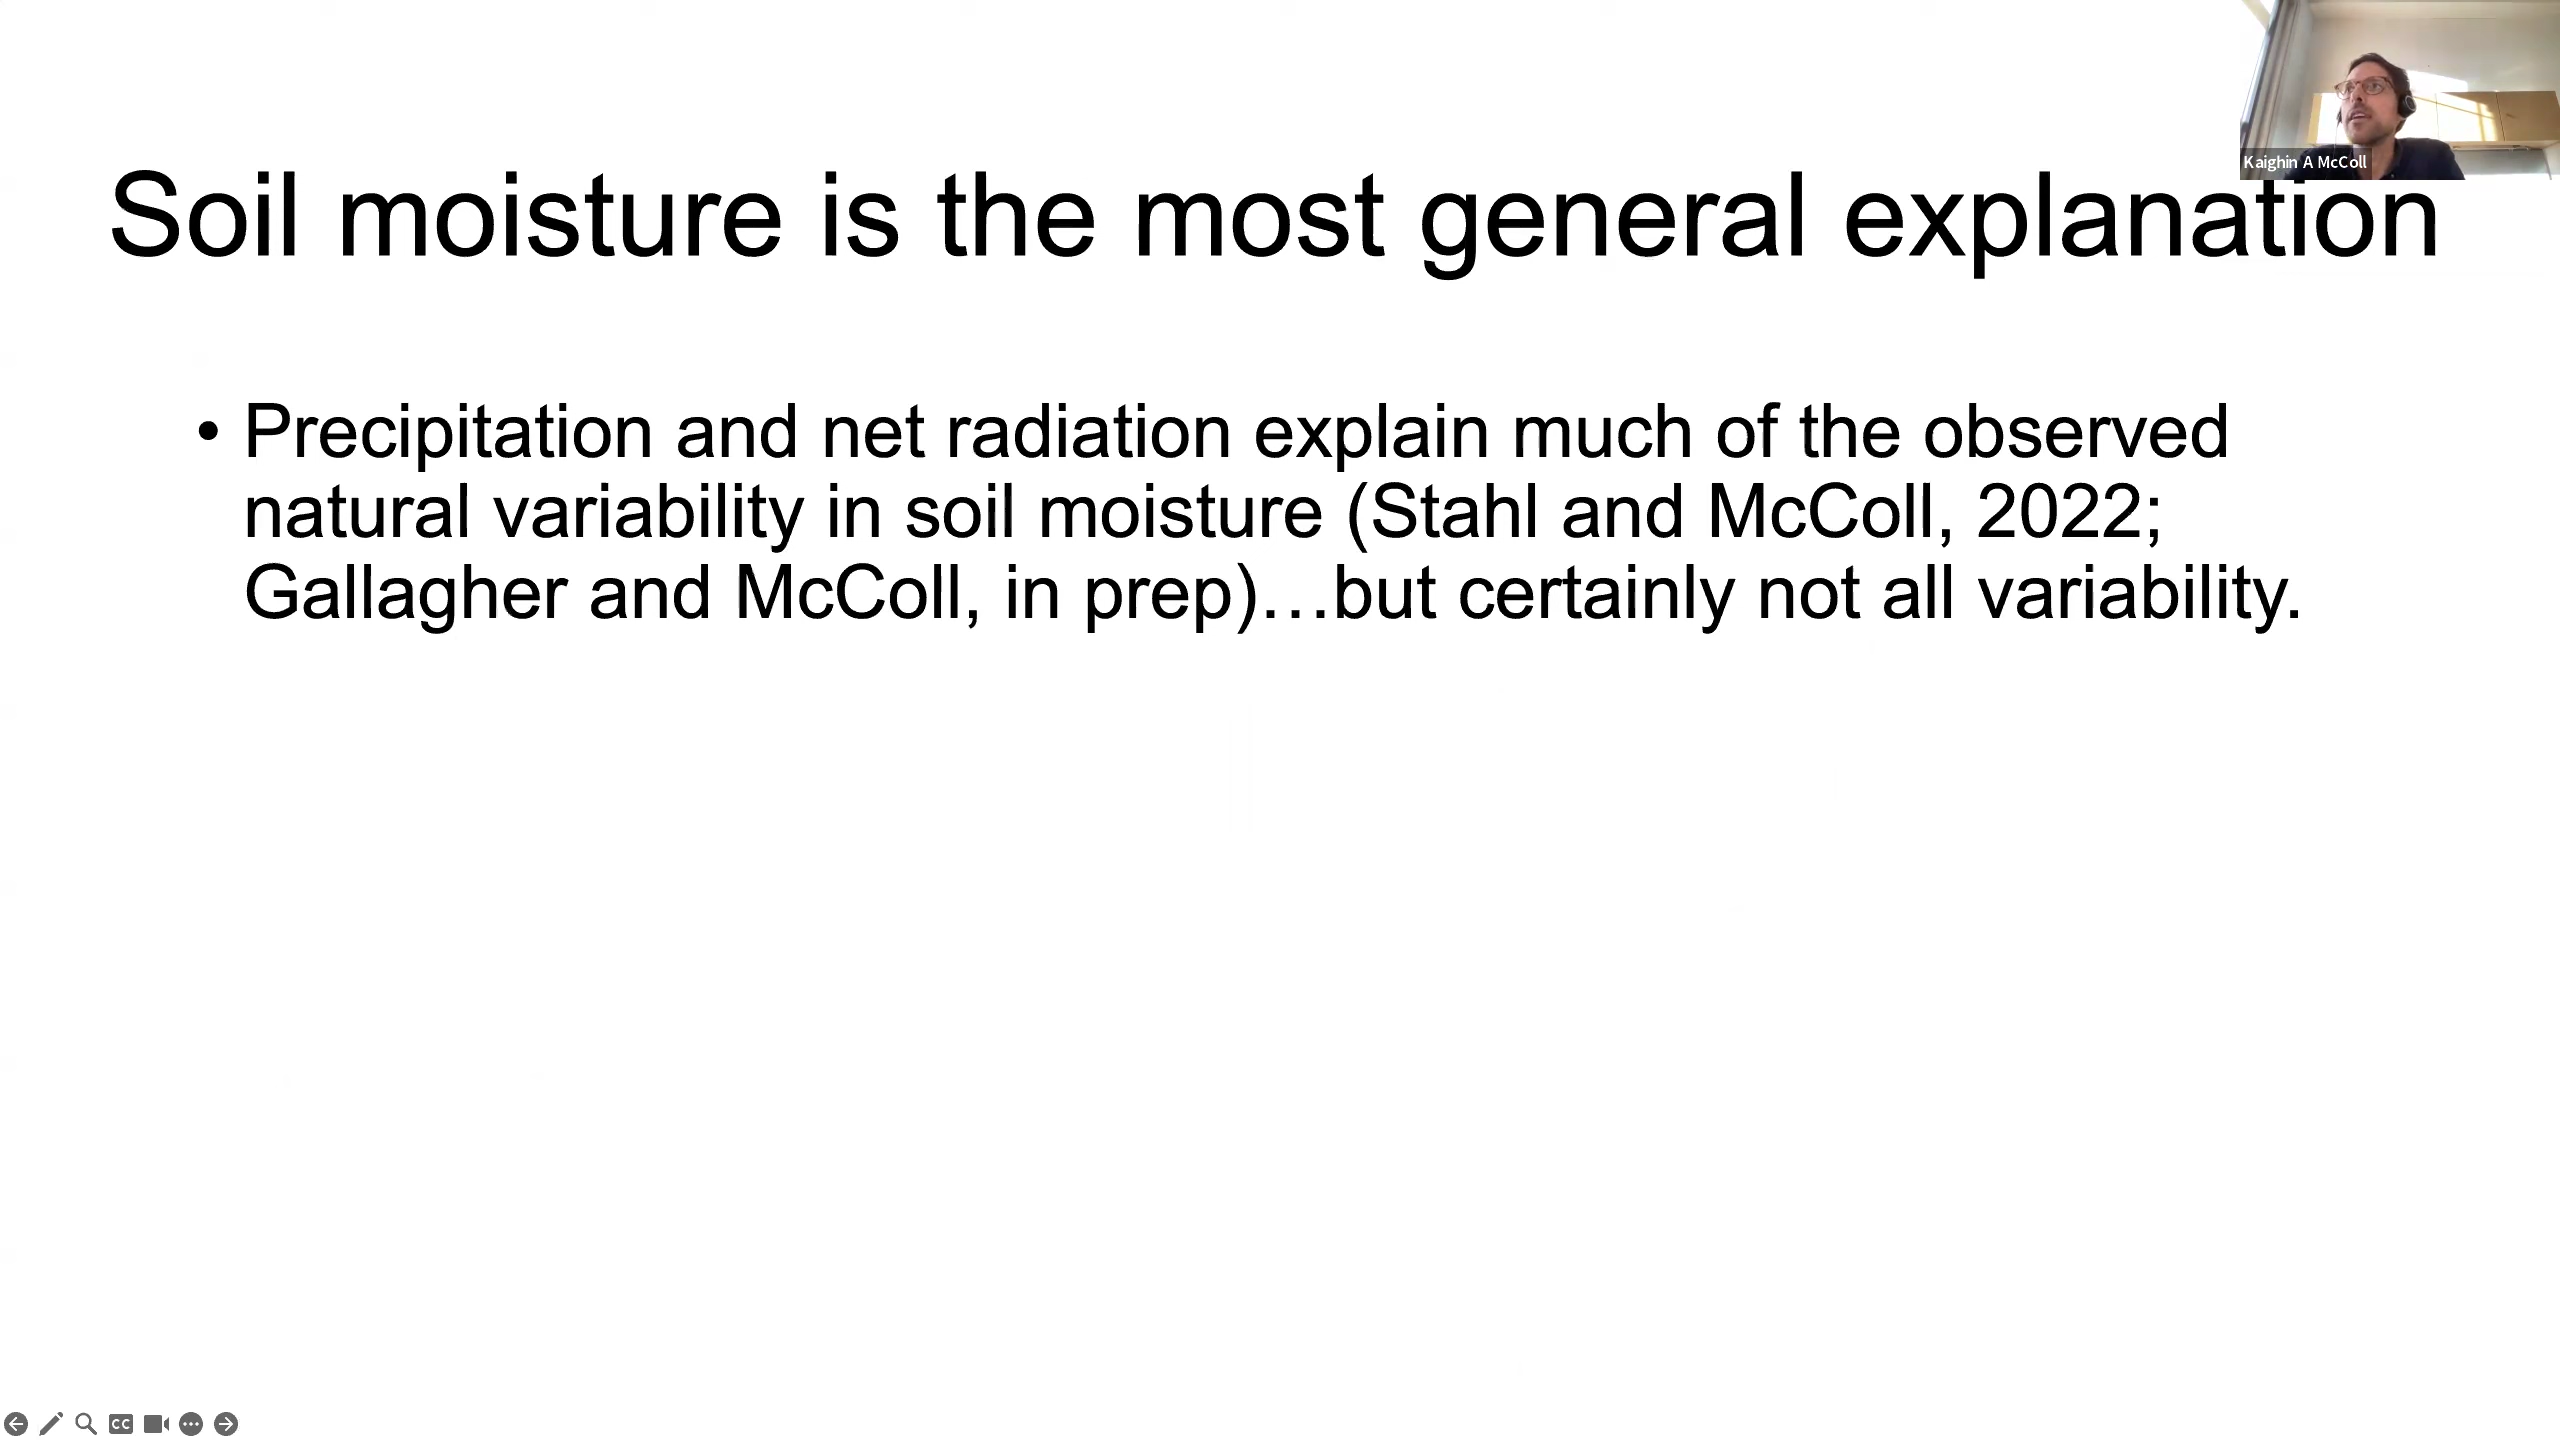 Kaighin A McColl
Soil moisture is the most general explanation
• Precipitation and net radiation explain much of the observed
natural variability in soil moisture (Stahl and McColl, 2022;
Gallagher and McColl, in prep)…but certainly not all variability.
CC